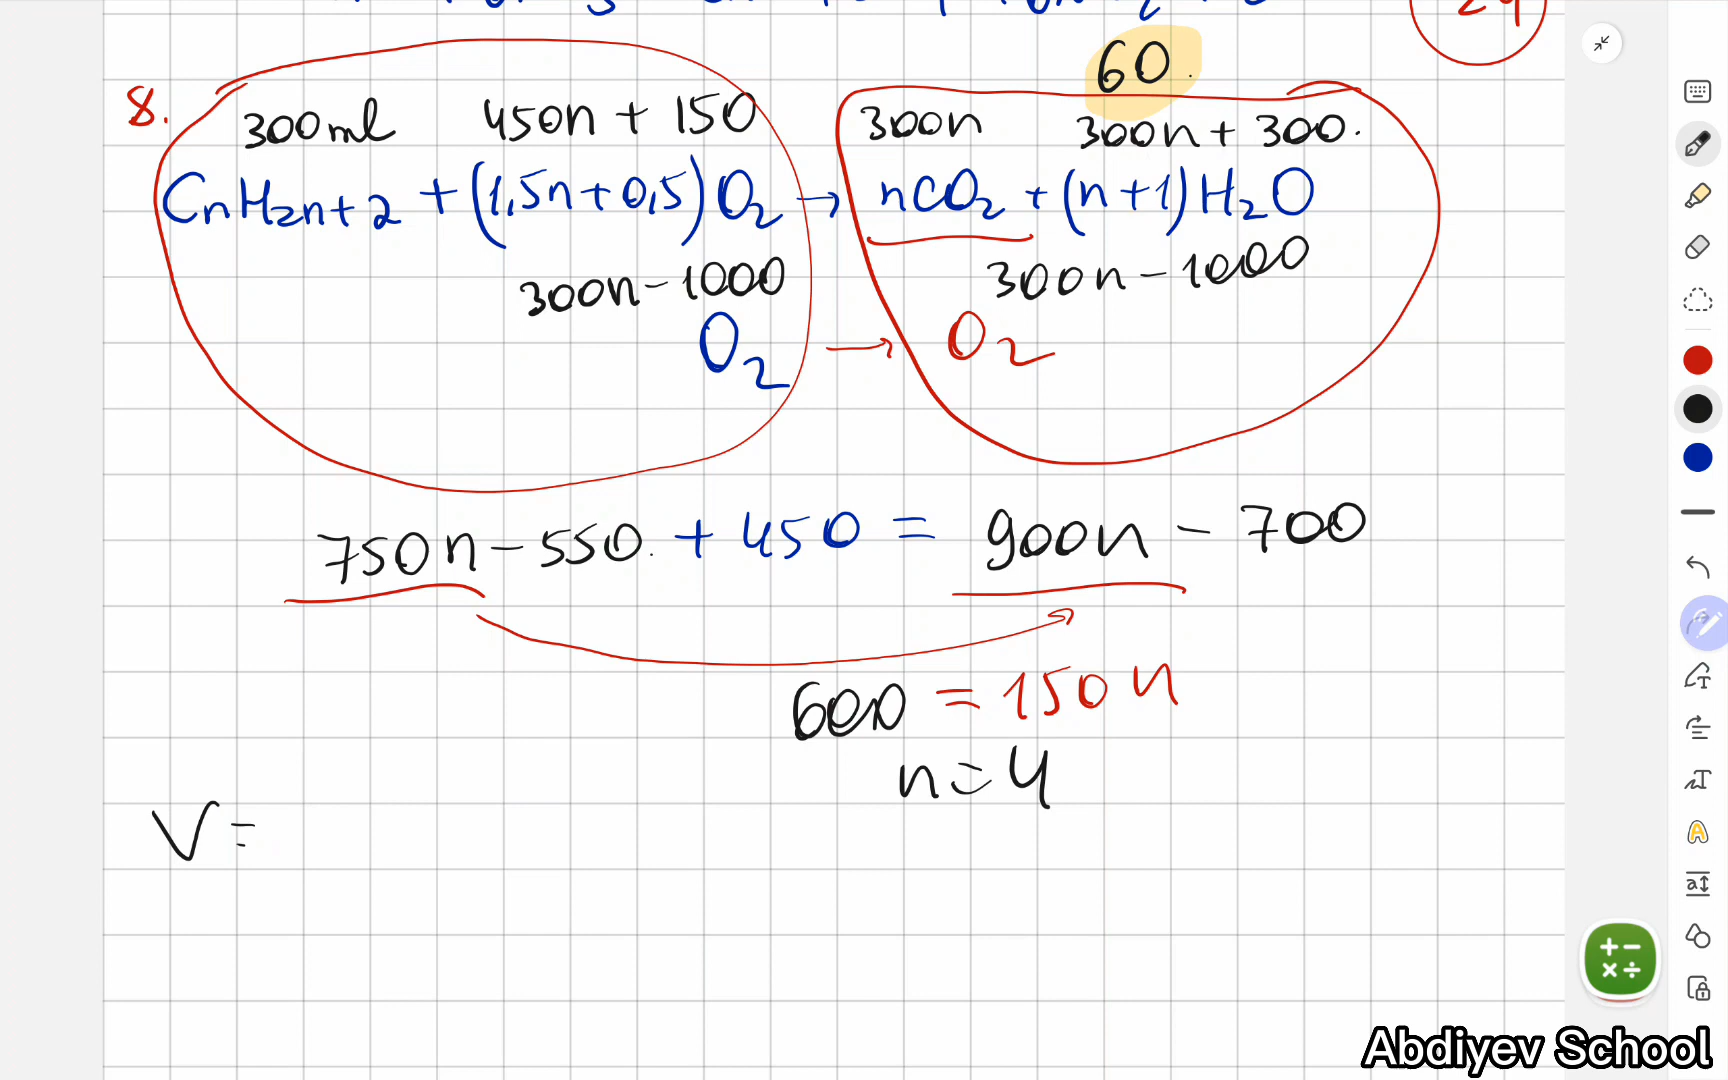 24
60.
8.
300ml 450n + 150 300n 300n + 300.
CnH2n+2 + (1,5n+0,5)O2 → nCO2 + (n+1)H2O
300n - 1000 300n - 1000
O2 → O2
750n - 550. + 450 = 900n - 700
600 = 150n
n = 4
V =
Abdiyev School